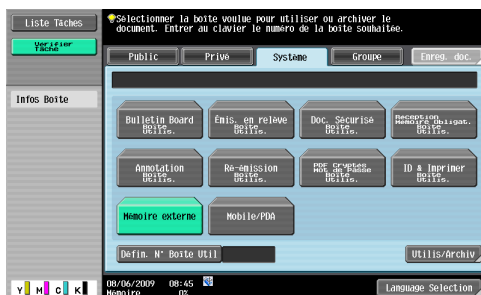 Liste Tâches
Sélectionner la boîte voulue pour utiliser ou archiver le
document. Entrer au clavier le numéro de la boîte souhaitée.
Vérifier
Tâche
Public
Privé
Système
Groupe
Enreg. doc.
Infos Boîte
Bulletin Board
Boîte
Utilis.
Émis. en relève
Boîte
Utilis.
Doc. Sécurisé
Boîte
Utilis.
Réception
Mémoire Obligat.
Boîte
Utilis.
Annotation
Boîte
Utilis.
Ré-émission
Boîte
Utilis.
PDF Cryptés
Mot de Passe
Boîte
Utilis.
ID & Imprimer
Boîte
Utilis.
Mémoire externe
Mobile/PDA
Défin. N° Boîte Util
Utilis/Archiv
Y M C K
08/06/2009 08:45
Mémoire 0%
Language Selection